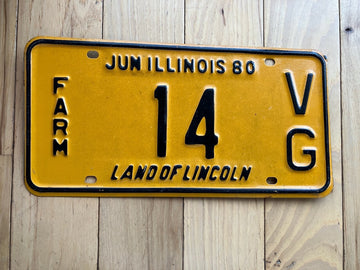 JUN ILLINOIS 80
FARM
14
VG
LAND OF LINCOLN